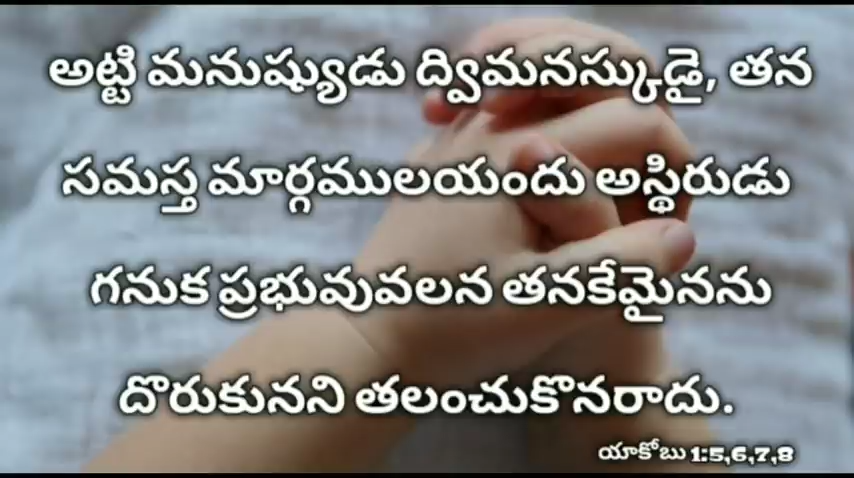 అట్టి మనుష్యుడు ద్విమనస్కుడై, తన
సమస్త మార్గములయందు అస్థిరుడు
గనుక ప్రభువువలన తనకేమైనను
దొరుకునని తలంచుకొనరాదు.
యాకోబు 1:5,6,7,8